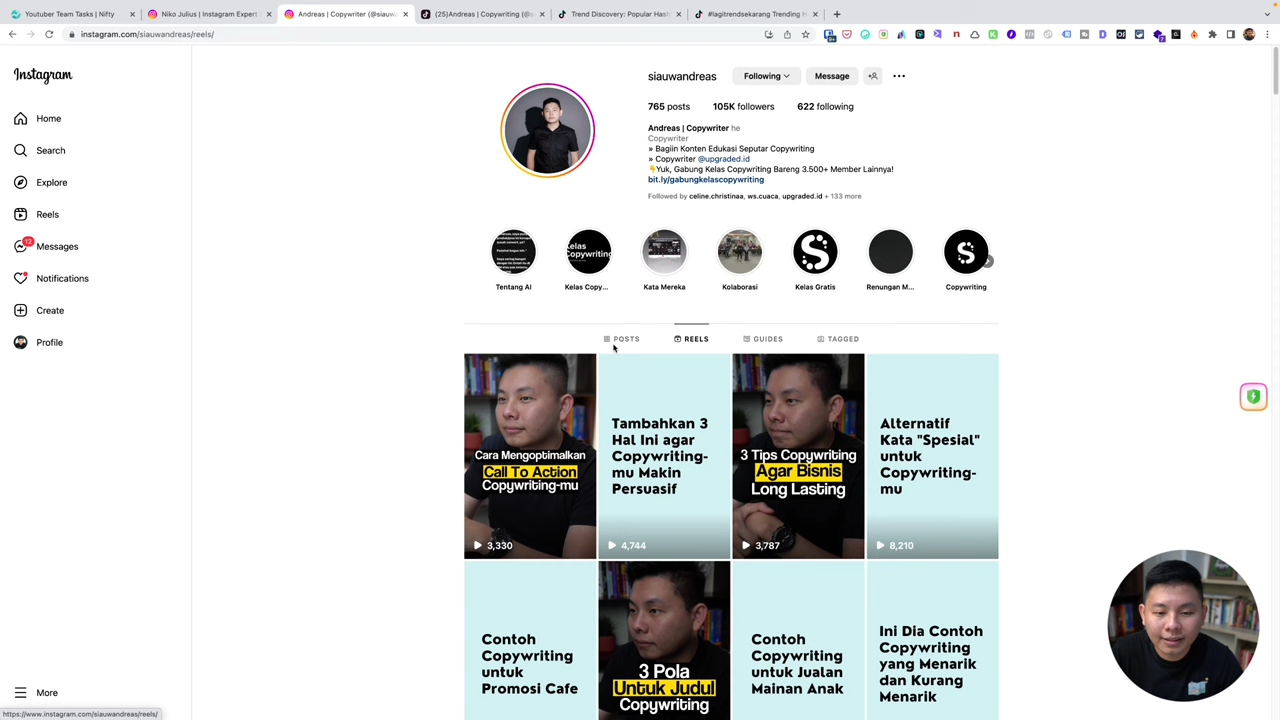 Youtuber Team Tasks | Nifty
Niko Julius | Instagram Expert
Andreas | Copywriter (@siauw
(25)Andreas | Copywriting (@s
Trend Discovery: Popular Hash
#lagitrendsekarang Trending H
instagram.com/siauwandreas/reels/
Instagram
Home
Search
Explore
Reels
12
Messages
Notifications
Create
Profile
More
siauwandreas
Following
Message
765 posts
105K followers
622 following
Andreas | Copywriter he
Copywriter
» Bagiin Konten Edukasi Seputar Copywriting
» Copywriter @upgraded.id
👇Yuk, Gabung Kelas Copywriting Bareng 3.500+ Member Lainnya!
bit.ly/gabungkelascopywriting
Followed by celine.christinaa, ws.cuaca, upgraded.id + 133 more
Kelas
Copywriting
Tentang AI
Kelas Copy...
Kata Mereka
Kolaborasi
Kelas Gratis
Renungan M...
Copywriting
POSTS
REELS
GUIDES
TAGGED
Cara Mengoptimalkan
Call To Action
Copywriting-mu
3,330
Tambahkan 3
Hal Ini agar
Copywriting-
mu Makin
Persuasif
4,744
3 Tips Copywriting
Agar Bisnis
Long Lasting
3,787
Alternatif
Kata "Spesial"
untuk
Copywriting-
mu
8,210
Contoh
Copywriting
untuk
Promosi Cafe
3 Pola
Untuk Judul
Copywriting
Contoh
Copywriting
untuk Jualan
Mainan Anak
Ini Dia Contoh
Copywriting
yang Menarik
dan Kurang
Menarik
https://www.instagram.com/siauwandreas/reels/